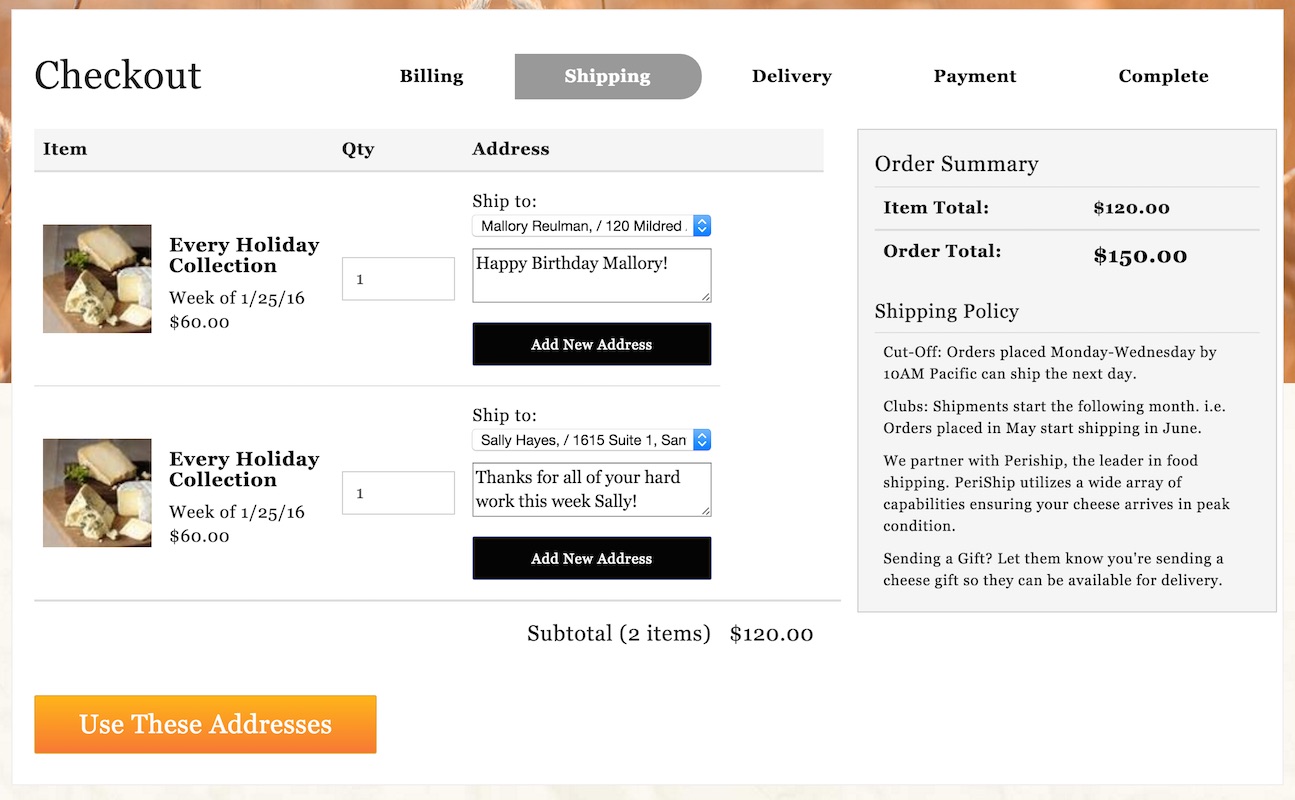 Checkout
Billing
Shipping
Delivery
Payment
Complete
Item
Qty
Address
Ship to:
Mallory Reulman, / 120 Mildred .
Every Holiday
Collection
Week of 1/25/16
$60.00
1
Happy Birthday Mallory!
Add New Address
Ship to:
Sally Hayes, / 1615 Suite 1, San
Every Holiday
Collection
Week of 1/25/16
$60.00
1
Thanks for all of your hard
work this week Sally!
Add New Address
Subtotal (2 items) $120.00
Use These Addresses
Order Summary
Item Total: $120.00
Order Total: $150.00
Shipping Policy
Cut-Off: Orders placed Monday-Wednesday by
10AM Pacific can ship the next day.
Clubs: Shipments start the following month. i.e.
Orders placed in May start shipping in June.
We partner with Periship, the leader in food
shipping. PeriShip utilizes a wide array of
capabilities ensuring your cheese arrives in peak
condition.
Sending a Gift? Let them know you're sending a
cheese gift so they can be available for delivery.